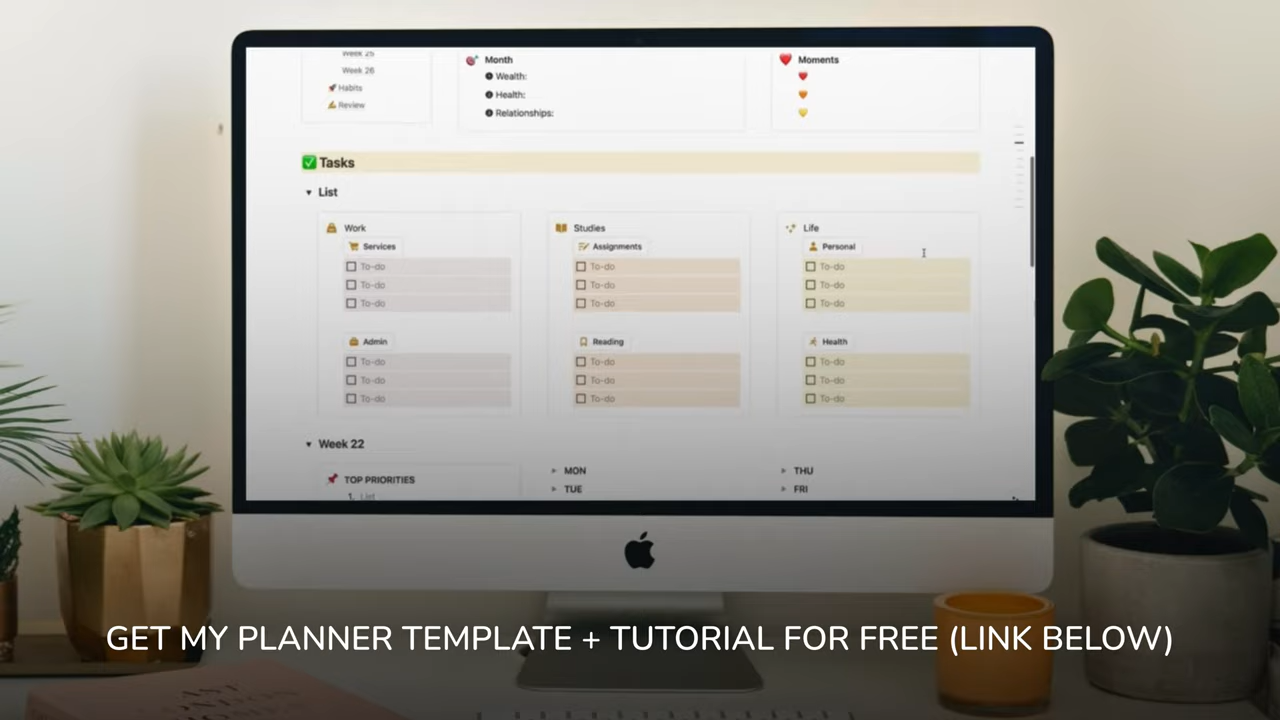 Week 25
Week 26
Habits
Review
Month
Wealth:
Health:
Relationships:
Moments
Tasks
List
Work
Services
To-do
To-do
To-do
Admin
To-do
To-do
To-do
Studies
Assignments
To-do
To-do
To-do
Reading
To-do
To-do
To-do
Life
Personal
To-do
To-do
To-do
Health
To-do
To-do
To-do
Week 22
TOP PRIORITIES
1. List
MON
TUE
THU
FRI
GET MY PLANNER TEMPLATE + TUTORIAL FOR FREE (LINK BELOW)